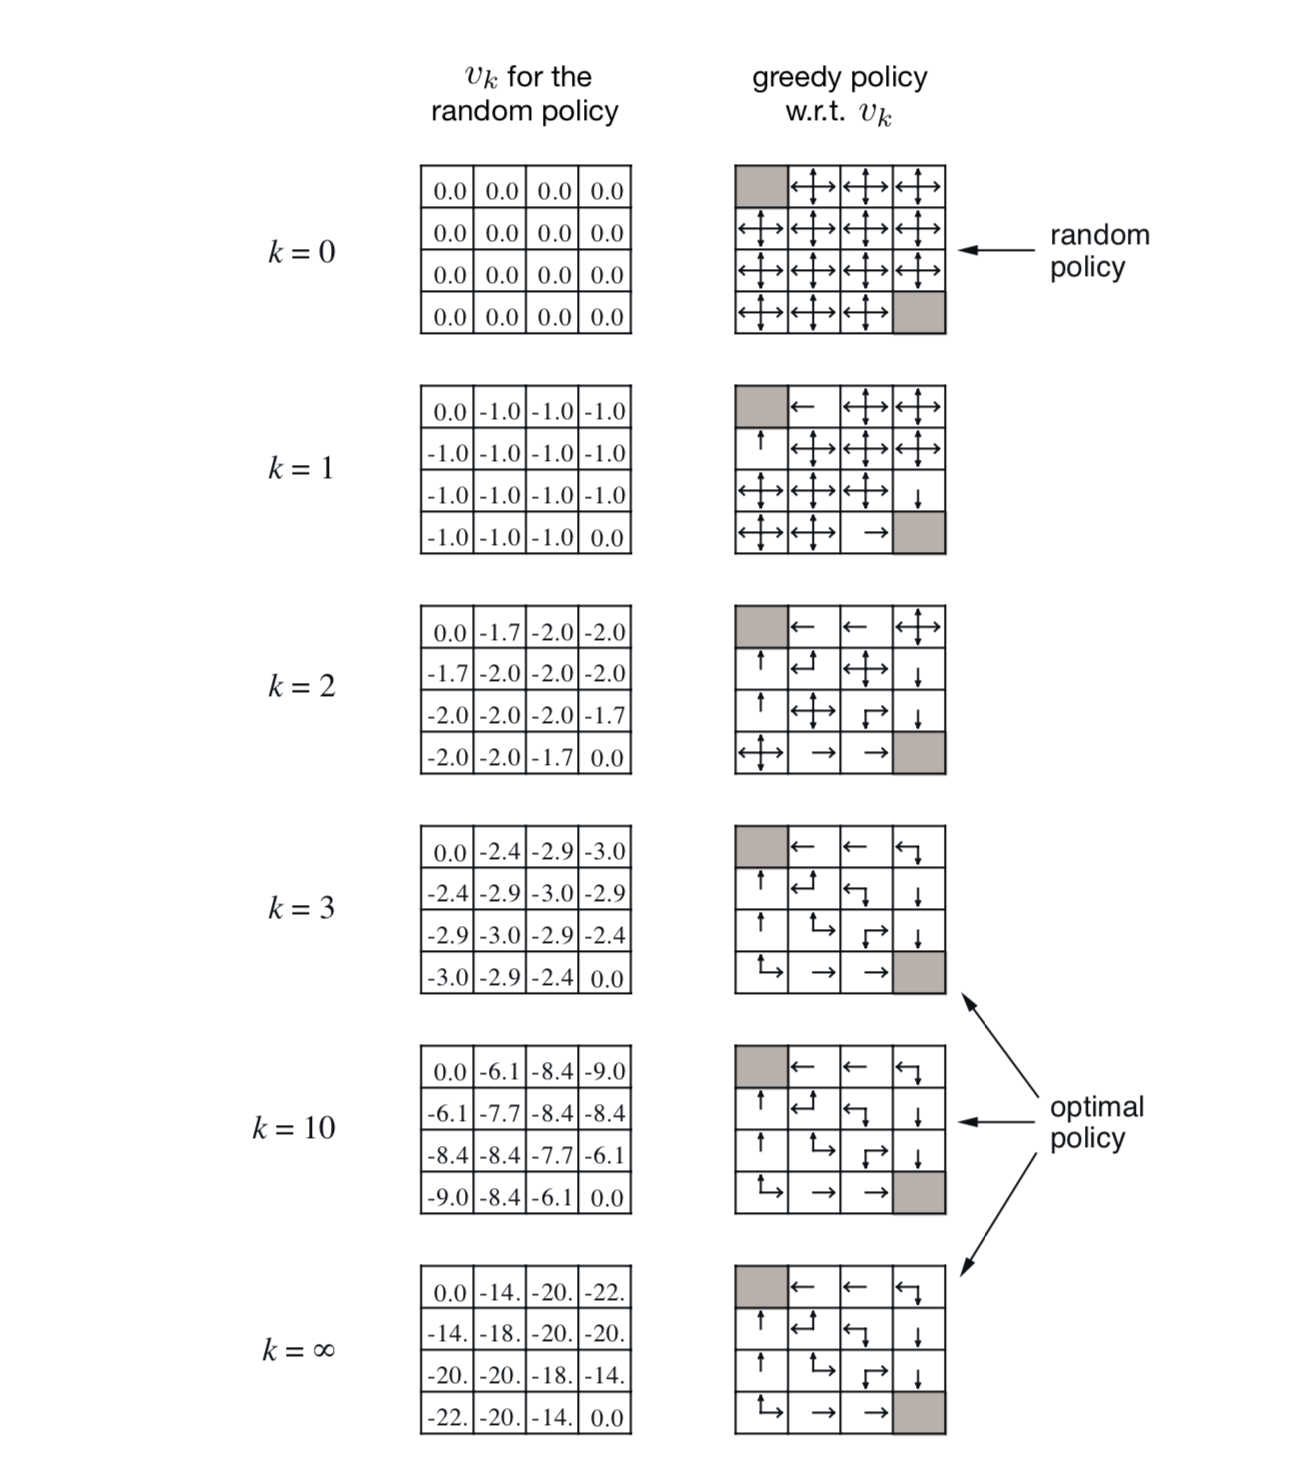 vk for the
random policy
greedy policy
w.r.t. vk
k = 0
0.0 0.0 0.0 0.0
0.0 0.0 0.0 0.0
0.0 0.0 0.0 0.0
0.0 0.0 0.0 0.0
random
policy
k = 1
0.0 -1.0 -1.0 -1.0
-1.0 -1.0 -1.0 -1.0
-1.0 -1.0 -1.0 -1.0
-1.0 -1.0 -1.0 0.0
k = 2
0.0 -1.7 -2.0 -2.0
-1.7 -2.0 -2.0 -2.0
-2.0 -2.0 -2.0 -1.7
-2.0 -2.0 -1.7 0.0
k = 3
0.0 -2.4 -2.9 -3.0
-2.4 -2.9 -3.0 -2.9
-2.9 -3.0 -2.9 -2.4
-3.0 -2.9 -2.4 0.0
k = 10
0.0 -6.1 -8.4 -9.0
-6.1 -7.7 -8.4 -8.4
-8.4 -8.4 -7.7 -6.1
-9.0 -8.4 -6.1 0.0
optimal
policy
k = ∞
0.0 -14. -20. -22.
-14. -18. -20. -20.
-20. -20. -18. -14.
-22. -20. -14. 0.0